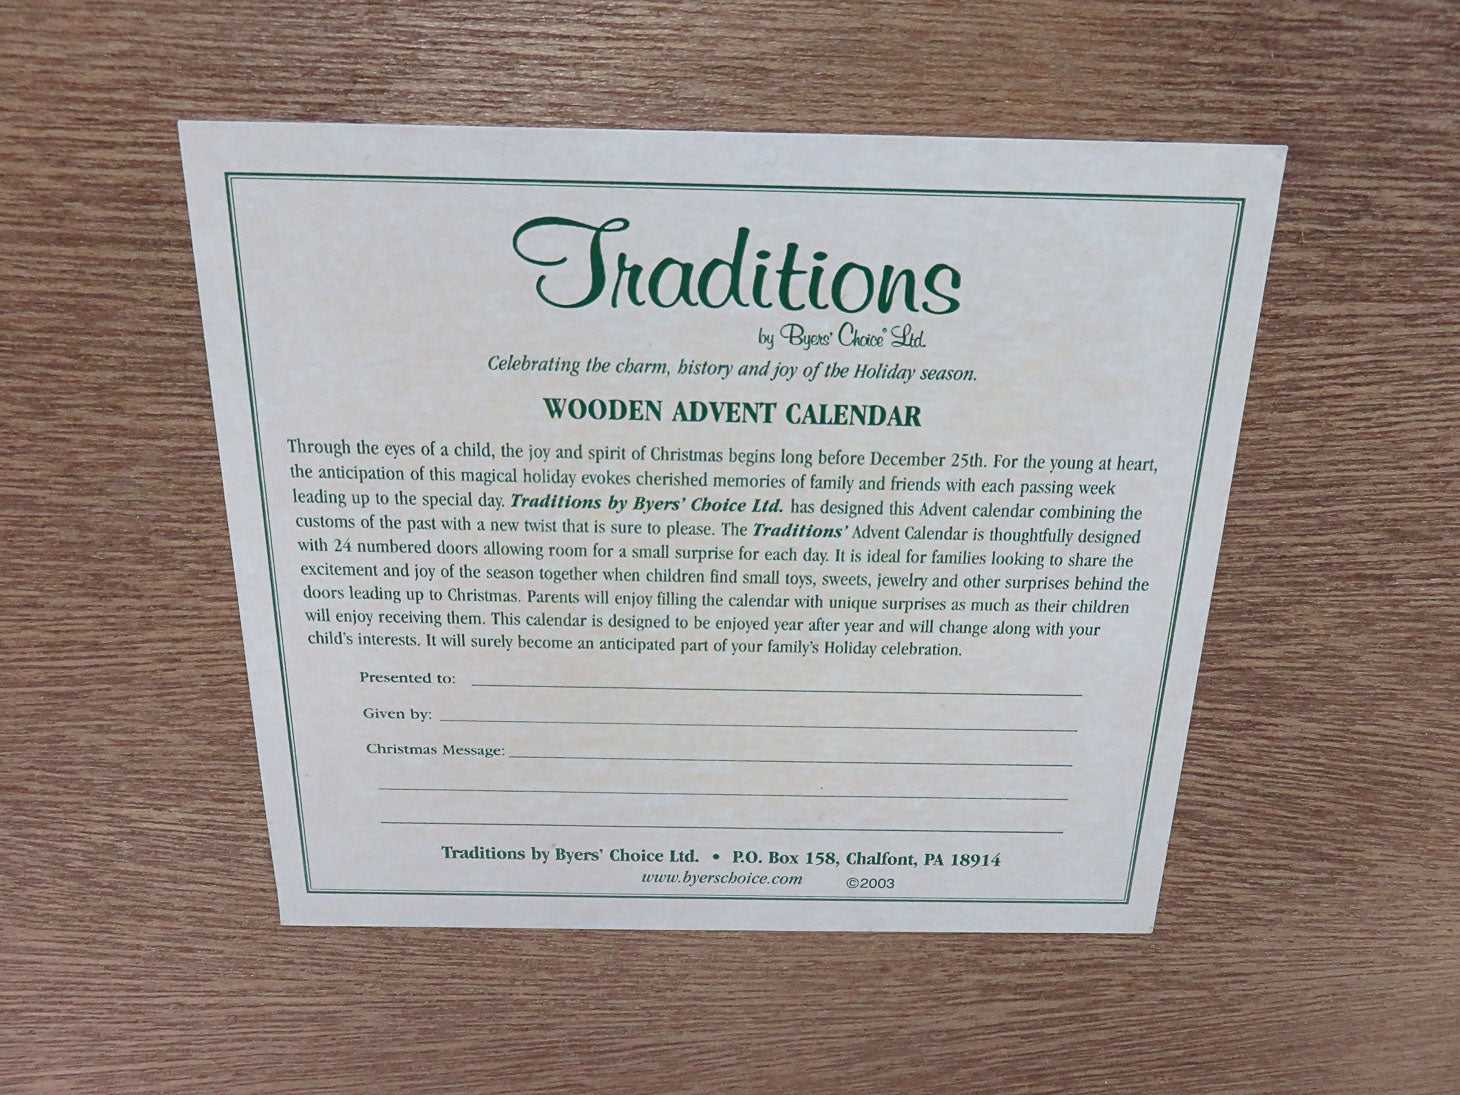 Traditions
by Byers' Choice® Ltd.
Celebrating the charm, history and joy of the Holiday season.
WOODEN ADVENT CALENDAR
Through the eyes of a child, the joy and spirit of Christmas begins long before December 25th. For the young at heart,
the anticipation of this magical holiday evokes cherished memories of family and friends with each passing week
leading up to the special day. Traditions by Byers' Choice Ltd. has designed this Advent calendar combining the
customs of the past with a new twist that is sure to please. The Traditions' Advent Calendar is thoughtfully designed
with 24 numbered doors allowing room for a small surprise for each day. It is ideal for families looking to share the
excitement and joy of the season together when children find small toys, sweets, jewelry and other surprises behind the
doors leading up to Christmas. Parents will enjoy filling the calendar with unique surprises as much as their children
will enjoy receiving them. This calendar is designed to be enjoyed year after year and will change along with your
child's interests. It will surely become an anticipated part of your family's Holiday celebration.
Presented to:
Given by:
Christmas Message:
Traditions by Byers' Choice Ltd. • P.O. Box 158, Chalfont, PA 18914
www.byerschoice.com ©2003